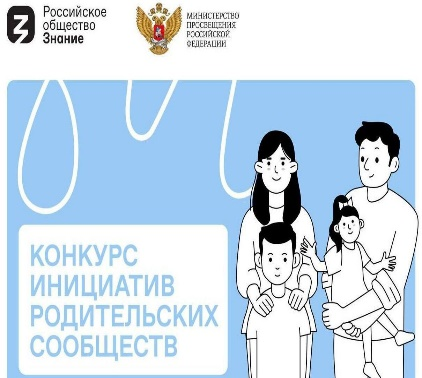 Российское
общество
Знание
МИНИСТЕРСТВО
ПРОСВЕЩЕНИЯ
РОССИЙСКОЙ
ФЕДЕРАЦИИ
КОНКУРС
ИНИЦИАТИВ
РОДИТЕЛЬСКИХ
СООБЩЕСТВ